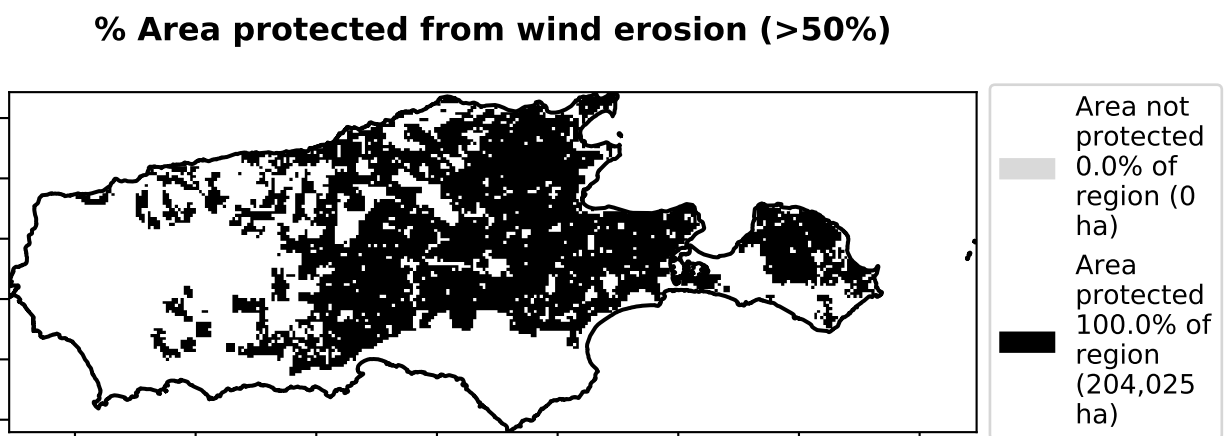 % Area protected from wind erosion (>50%)
Area not
protected
0.0% of
region (0
ha)
Area
protected
100.0% of
region
(204,025
ha)